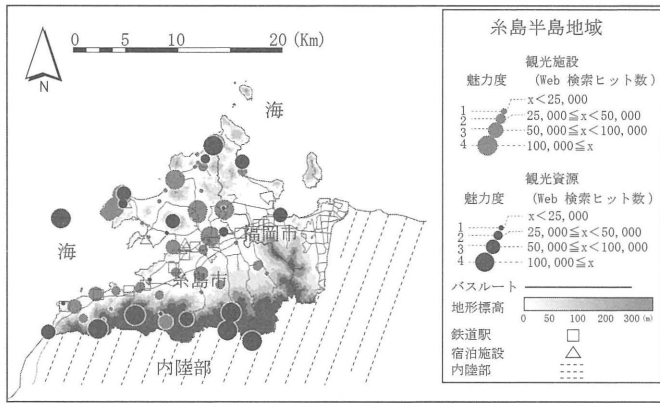 0 5 10 20 (Km)
N
海
海
福岡市
糸島市
内陸部
糸島半島地域
観光施設
魅力度 (Web 検索ヒット数)
1 x<25,000
2 25,000≦x<50,000
3 50,000≦x<100,000
4 100,000≦x
観光資源
魅力度 (Web 検索ヒット数)
1 x<25,000
2 25,000≦x<50,000
3 50,000≦x<100,000
4 100,000≦x
バスルート
地形標高
0 50 100 200 300(m)
鉄道駅
宿泊施設
内陸部